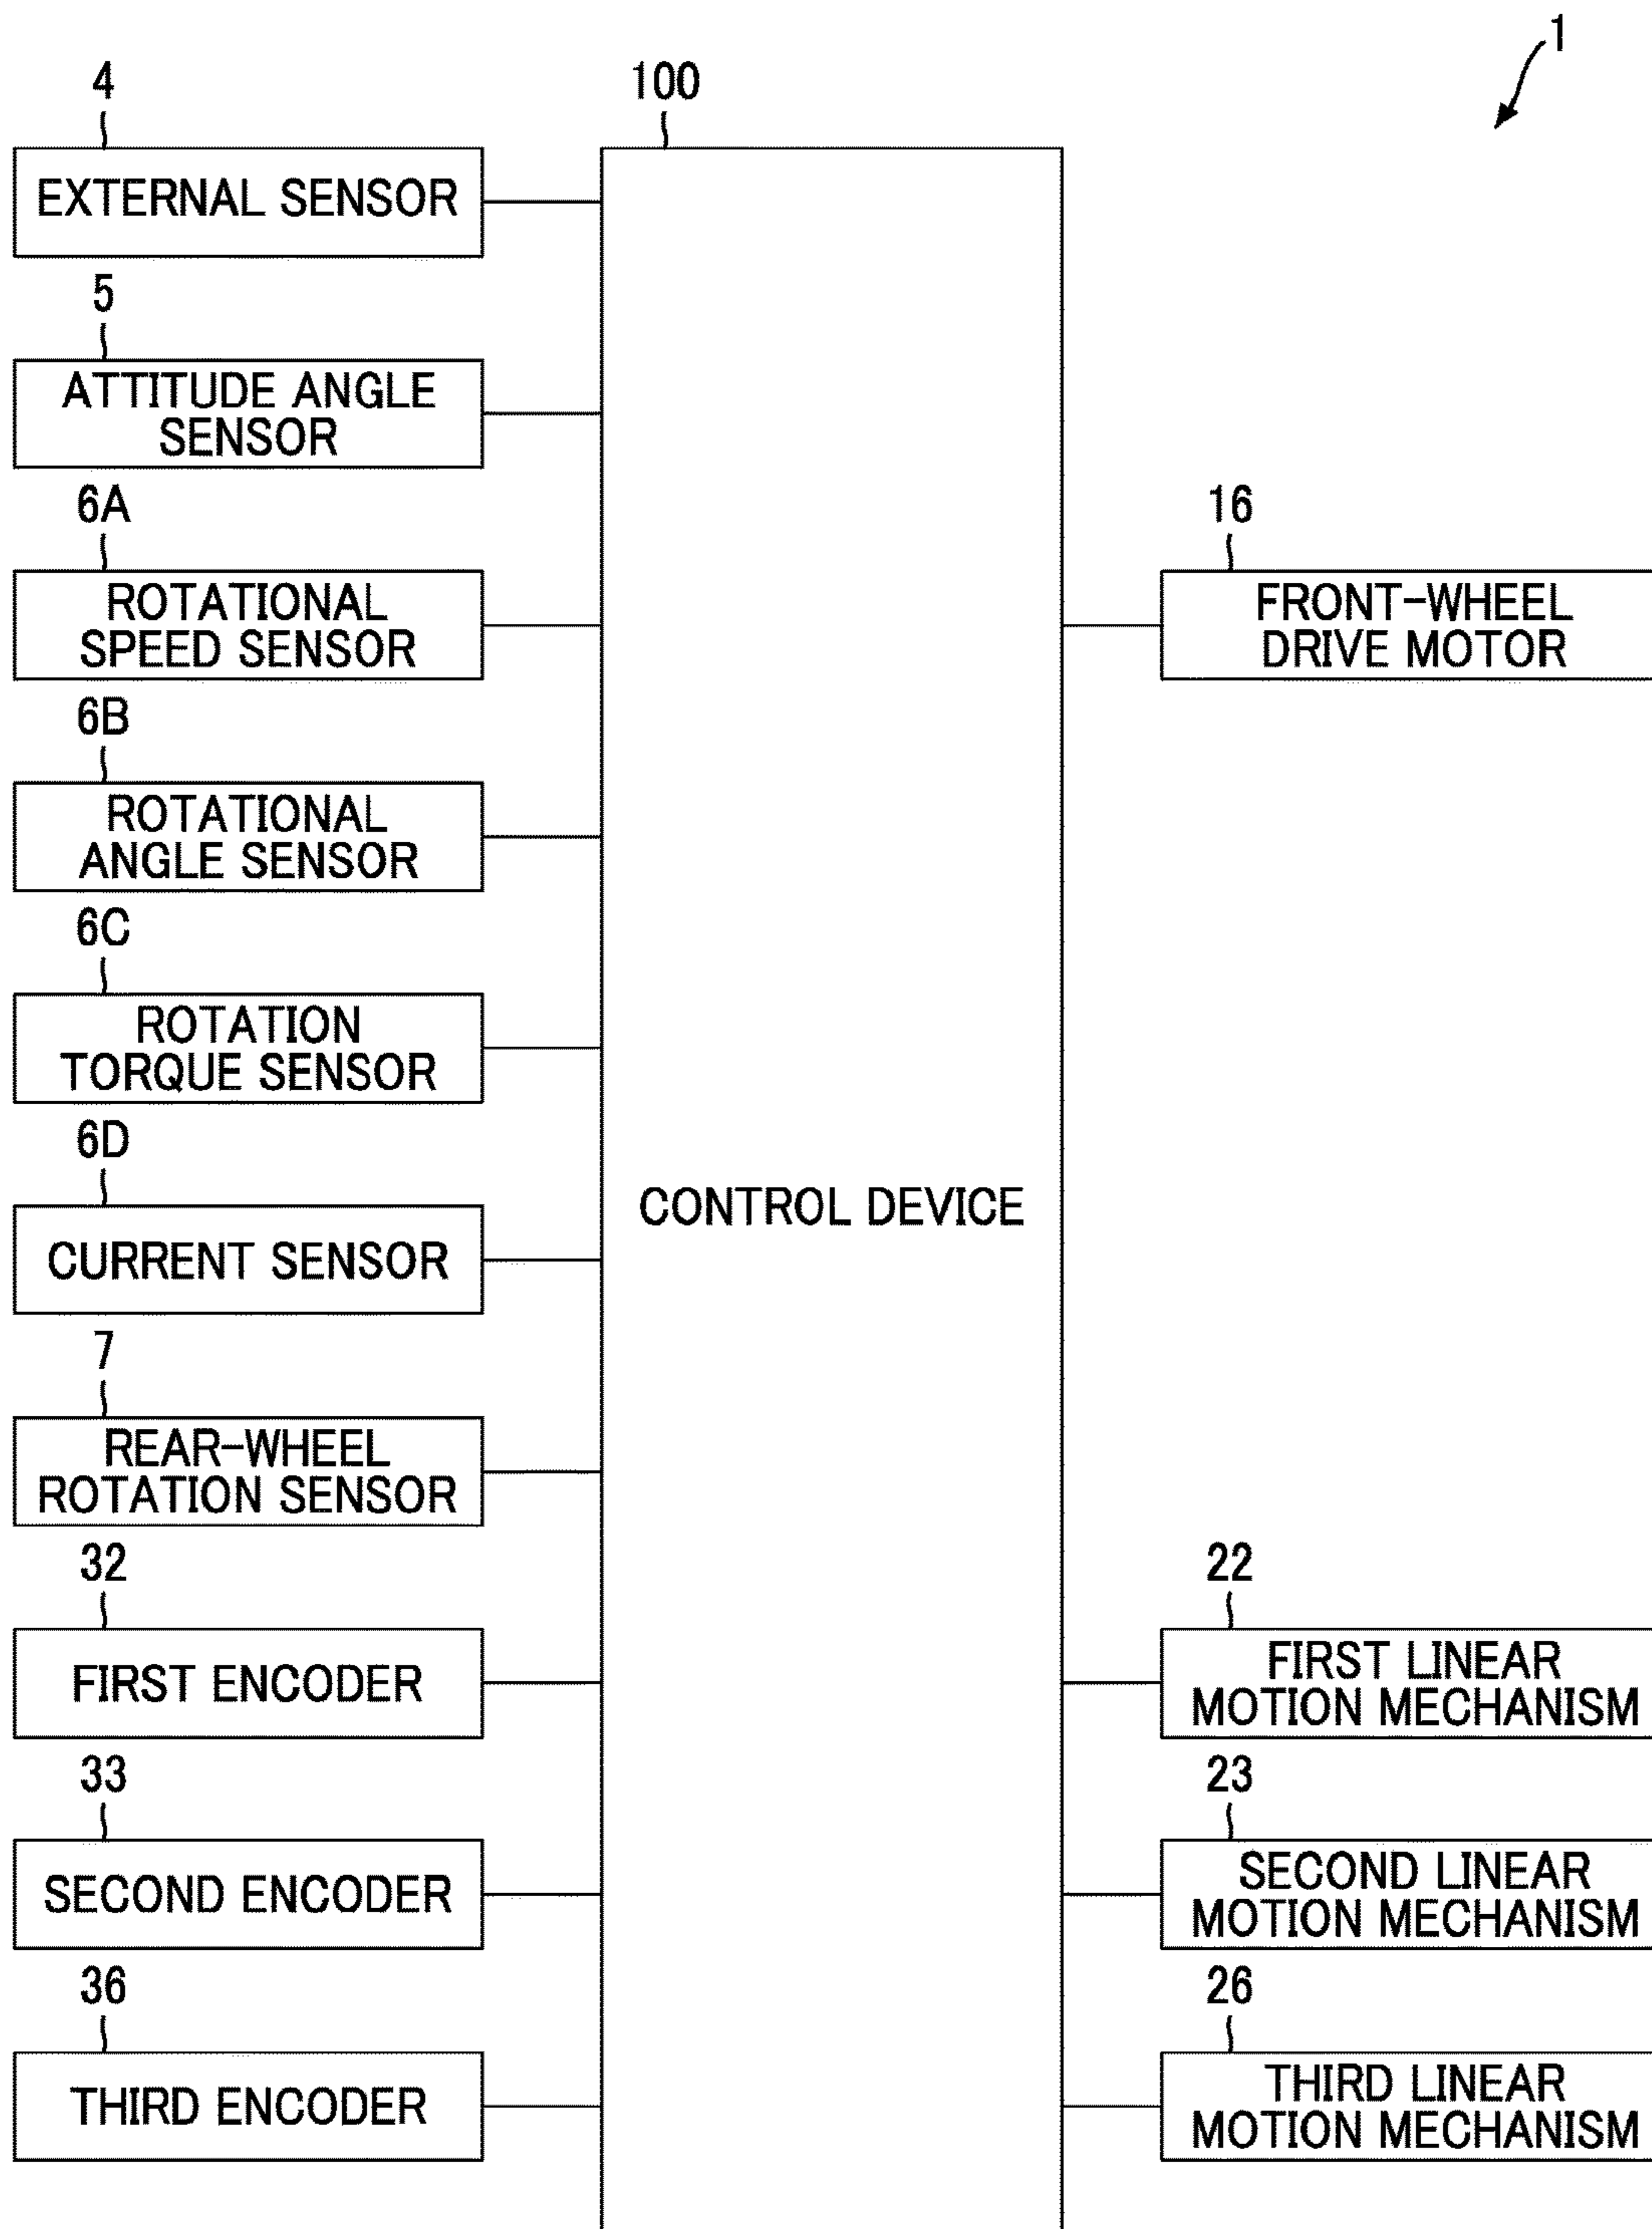 1
4
EXTERNAL SENSOR
5
ATTITUDE ANGLE
SENSOR
6A
ROTATIONAL
SPEED SENSOR
6B
ROTATIONAL
ANGLE SENSOR
6C
ROTATION
TORQUE SENSOR
6D
CURRENT SENSOR
7
REAR-WHEEL
ROTATION SENSOR
32
FIRST ENCODER
33
SECOND ENCODER
36
THIRD ENCODER
100
CONTROL DEVICE
16
FRONT-WHEEL
DRIVE MOTOR
22
FIRST LINEAR
MOTION MECHANISM
23
SECOND LINEAR
MOTION MECHANISM
26
THIRD LINEAR
MOTION MECHANISM